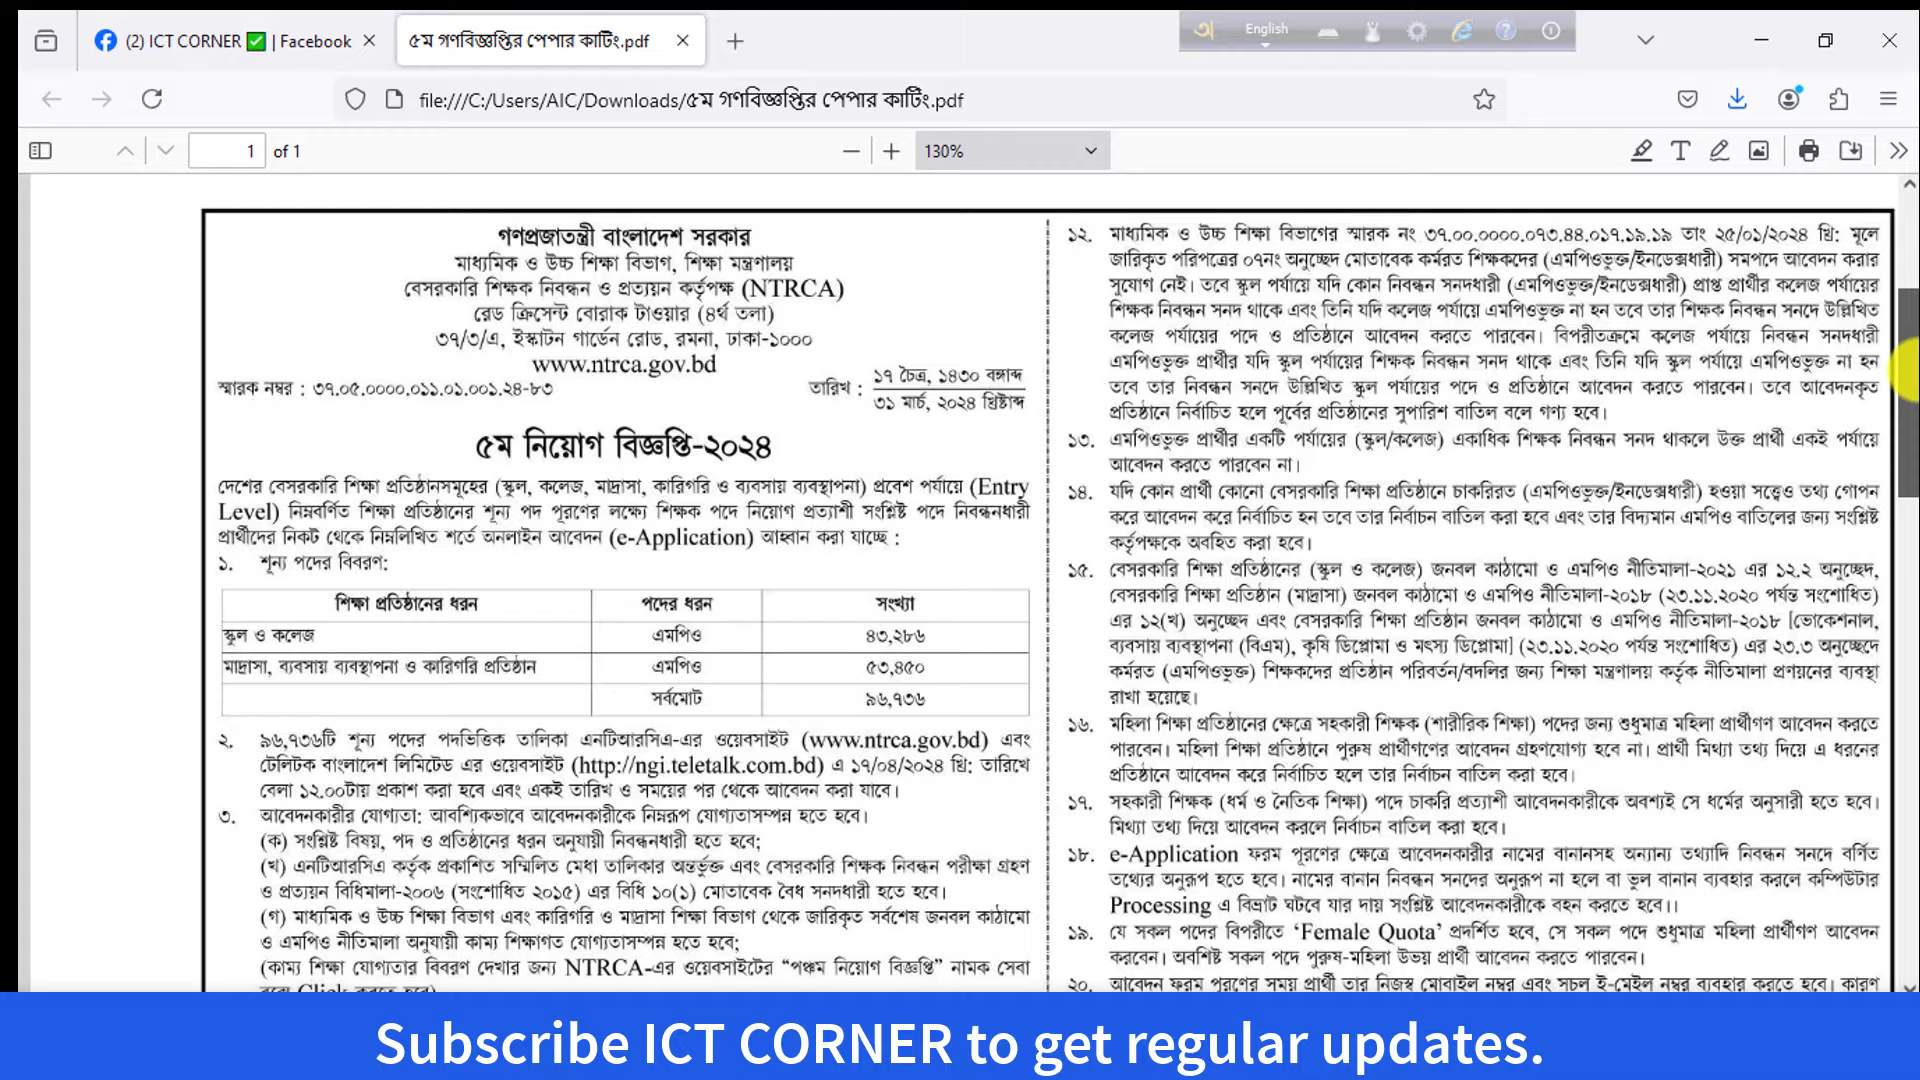 (2) ICT CORNER ✅ | Facebook
৫ম গণবিজ্ঞপ্তির পেপার কাটিং.pdf
English
file:///C:/Users/AIC/Downloads/৫ম গণবিজ্ঞপ্তির পেপার কাটিং.pdf
1 of 1
130%
গণপ্রজাতন্ত্রী বাংলাদেশ সরকার
মাধ্যমিক ও উচ্চ শিক্ষা বিভাগ, শিক্ষা মন্ত্রণালয়
বেসরকারি শিক্ষক নিবন্ধন ও প্রত্যয়ন কর্তৃপক্ষ (NTRCA)
রেড ক্রিসেন্ট বোরাক টাওয়ার (৪র্থ তলা)
৩৭/৩/এ, ইস্কাটন গার্ডেন রোড, রমনা, ঢাকা-১০০০
www.ntrca.gov.bd
স্মারক নম্বর : ৩৭.০৫.০০০০.০১১.০১.০০১.২৪-৮৩
তারিখ : ১৭ চৈত্র, ১৪৩০ বঙ্গাব্দ
৩১ মার্চ, ২০২৪ খ্রিষ্টাব্দ
৫ম নিয়োগ বিজ্ঞপ্তি-২০২৪
দেশের বেসরকারি শিক্ষা প্রতিষ্ঠানসমূহের (স্কুল, কলেজ, মাদ্রাসা, কারিগরি ও ব্যবসায় ব্যবস্থাপনা) প্রবেশ পর্যায়ে (Entry
Level) নিম্নবর্ণিত শিক্ষা প্রতিষ্ঠানের শূন্য পদ পূরণের লক্ষ্যে শিক্ষক পদে নিয়োগ প্রত্যাশী সংশ্লিষ্ট পদে নিবন্ধনধারী
প্রার্থীদের নিকট থেকে নিম্নলিখিত শর্তে অনলাইন আবেদন (e-Application) আহ্বান করা যাচ্ছে :
১. শূন্য পদের বিবরণ:
শিক্ষা প্রতিষ্ঠানের ধরন পদের ধরন সংখ্যা
স্কুল ও কলেজ এমপিও ৪৩,২৮৬
মাদ্রাসা, ব্যবসায় ব্যবস্থাপনা ও কারিগরি প্রতিষ্ঠান এমপিও ৫৩,৪৫০
সর্বমোট ৯৬,৭৩৬
২. ৯৬,৭৩৬টি শূন্য পদের পদভিত্তিক তালিকা এনটিআরসিএ-এর ওয়েবসাইট (www.ntrca.gov.bd) এবং
টেলিটক বাংলাদেশ লিমিটেড এর ওয়েবসাইট (http://ngi.teletalk.com.bd) এ ১৭/০৪/২০২৪ খ্রি: তারিখে
বেলা ১২.০০টায় প্রকাশ করা হবে এবং একই তারিখ ও সময়ের পর থেকে আবেদন করা যাবে।
৩. আবেদনকারীর যোগ্যতা: আবশ্যিকভাবে আবেদনকারীকে নিম্নরূপ যোগ্যতাসম্পন্ন হতে হবে।
(ক) সংশ্লিষ্ট বিষয়, পদ ও প্রতিষ্ঠানের ধরন অনুযায়ী নিবন্ধনধারী হতে হবে;
(খ) এনটিআরসিএ কর্তৃক প্রকাশিত সম্মিলিত মেধা তালিকার অন্তর্ভুক্ত এবং বেসরকারি শিক্ষক নিবন্ধন পরীক্ষা গ্রহণ
ও প্রত্যয়ন বিধিমালা-২০০৬ (সংশোধিত ২০১৫) এর বিধি ১০(১) মোতাবেক বৈধ সনদধারী হতে হবে।
(গ) মাধ্যমিক ও উচ্চ শিক্ষা বিভাগ এবং কারিগরি ও মাদ্রাসা শিক্ষা বিভাগ থেকে জারিকৃত সর্বশেষ জনবল কাঠামো
ও এমপিও নীতিমালা অনুযায়ী কাম্য শিক্ষাগত যোগ্যতাসম্পন্ন হতে হবে;
(কাম্য শিক্ষা যোগ্যতার বিবরণ দেখার জন্য NTRCA-এর ওয়েবসাইটের “পঞ্চম নিয়োগ বিজ্ঞপ্তি” নামক সেবা
বক্সে Click করতে হবে)
১২. মাধ্যমিক ও উচ্চ শিক্ষা বিভাগের স্মারক নং ৩৭.০০.০০০০.০৭৩.৪৪.০১৭.১৯.১৯ তাং ২৫/০১/২০২৪ খ্রি: মূলে
জারিকৃত পরিপত্রের ০৭নং অনুচ্ছেদ মোতাবেক কর্মরত শিক্ষকদের (এমপিওভুক্ত/ইনডেক্সধারী) সমপদে আবেদন করার
সুযোগ নেই। তবে স্কুল পর্যায়ে যদি কোন নিবন্ধন সনদধারী (এমপিওভুক্ত/ইনডেক্সধারী) প্রাপ্ত প্রার্থীর কলেজ পর্যায়ের
শিক্ষক নিবন্ধন সনদ থাকে এবং তিনি যদি কলেজ পর্যায়ে এমপিওভুক্ত না হন তবে তার শিক্ষক নিবন্ধন সনদে উল্লিখিত
কলেজ পর্যায়ের পদে ও প্রতিষ্ঠানে আবেদন করতে পারবেন। বিপরীতক্রমে কলেজ পর্যায়ে নিবন্ধন সনদধারী
এমপিওভুক্ত প্রার্থীর যদি স্কুল পর্যায়ের শিক্ষক নিবন্ধন সনদ থাকে এবং তিনি যদি স্কুল পর্যায়ে এমপিওভুক্ত না হন
তবে তার নিবন্ধন সনদে উল্লিখিত স্কুল পর্যায়ের পদে ও প্রতিষ্ঠানে আবেদন করতে পারবেন। তবে আবেদনকৃত
প্রতিষ্ঠানে নির্বাচিত হলে পূর্বের প্রতিষ্ঠানের সুপারিশ বাতিল বলে গণ্য হবে।
১৩. এমপিওভুক্ত প্রার্থীর একটি পর্যায়ের (স্কুল/কলেজ) একাধিক শিক্ষক নিবন্ধন সনদ থাকলে উক্ত প্রার্থী একই পর্যায়ে
আবেদন করতে পারবেন না।
১৪. যদি কোন প্রার্থী কোনো বেসরকারি শিক্ষা প্রতিষ্ঠানে চাকরিরত (এমপিওভুক্ত/ইনডেক্সধারী) হওয়া সত্ত্বেও তথ্য গোপন
করে আবেদন করে নির্বাচিত হন তবে তার নির্বাচন বাতিল করা হবে এবং তার বিদ্যমান এমপিও বাতিলের জন্য সংশ্লিষ্ট
কর্তৃপক্ষকে অবহিত করা হবে।
১৫. বেসরকারি শিক্ষা প্রতিষ্ঠানের (স্কুল ও কলেজ) জনবল কাঠামো ও এমপিও নীতিমালা-২০২১ এর ১২.২ অনুচ্ছেদ,
বেসরকারি শিক্ষা প্রতিষ্ঠান (মাদ্রাসা) জনবল কাঠামো ও এমপিও নীতিমালা-২০১৮ (২৩.১১.২০২০ পর্যন্ত সংশোধিত)
এর ১২(খ) অনুচ্ছেদ এবং বেসরকারি শিক্ষা প্রতিষ্ঠান জনবল কাঠামো ও এমপিও নীতিমালা-২০১৮ [ভোকেশনাল,
ব্যবসায় ব্যবস্থাপনা (বিএম), কৃষি ডিপ্লোমা ও মৎস্য ডিপ্লোমা] (২৩.১১.২০২০ পর্যন্ত সংশোধিত) এর ২৩.৩ অনুচ্ছেদে
কর্মরত (এমপিওভুক্ত) শিক্ষকদের প্রতিষ্ঠান পরিবর্তন/বদলির জন্য শিক্ষা মন্ত্রণালয় কর্তৃক নীতিমালা প্রণয়নের ব্যবস্থা
রাখা হয়েছে।
১৬. মহিলা শিক্ষা প্রতিষ্ঠানের ক্ষেত্রে সহকারী শিক্ষক (শারীরিক শিক্ষা) পদের জন্য শুধুমাত্র মহিলা প্রার্থীগণ আবেদন করতে
পারবেন। মহিলা শিক্ষা প্রতিষ্ঠানে পুরুষ প্রার্থীগণের আবেদন গ্রহণযোগ্য হবে না। প্রার্থী মিথ্যা তথ্য দিয়ে এ ধরনের
প্রতিষ্ঠানে আবেদন করে নির্বাচিত হলে তার নির্বাচন বাতিল করা হবে।
১৭. সহকারী শিক্ষক (ধর্ম ও নৈতিক শিক্ষা) পদে চাকরি প্রত্যাশী আবেদনকারীকে অবশ্যই সে ধর্মের অনুসারী হতে হবে।
মিথ্যা তথ্য দিয়ে আবেদন করলে নির্বাচন বাতিল করা হবে।
১৮. e-Application ফরম পূরণের ক্ষেত্রে আবেদনকারীর নামের বানানসহ অন্যান্য তথ্যাদি নিবন্ধন সনদে বর্ণিত
তথ্যের অনুরূপ হতে হবে। নামের বানান নিবন্ধন সনদের অনুরূপ না হলে বা ভুল বানান ব্যবহার করলে কম্পিউটার
Processing এ বিভ্রাট ঘটবে যার দায় সংশ্লিষ্ট আবেদনকারীকে বহন করতে হবে।।
১৯. যে সকল পদের বিপরীতে ‘Female Quota’ প্রদর্শিত হবে, সে সকল পদে শুধুমাত্র মহিলা প্রার্থীগণ আবেদন
করবেন। অবশিষ্ট সকল পদে পুরুষ-মহিলা উভয় প্রার্থী আবেদন করতে পারবেন।
২০. আবেদন ফরম পূরণের সময় প্রার্থী তার নিজস্ব মোবাইল নম্বর এবং সচল ই-মেইল নম্বর ব্যবহার করতে হবে। কারণ
Subscribe ICT CORNER to get regular updates.